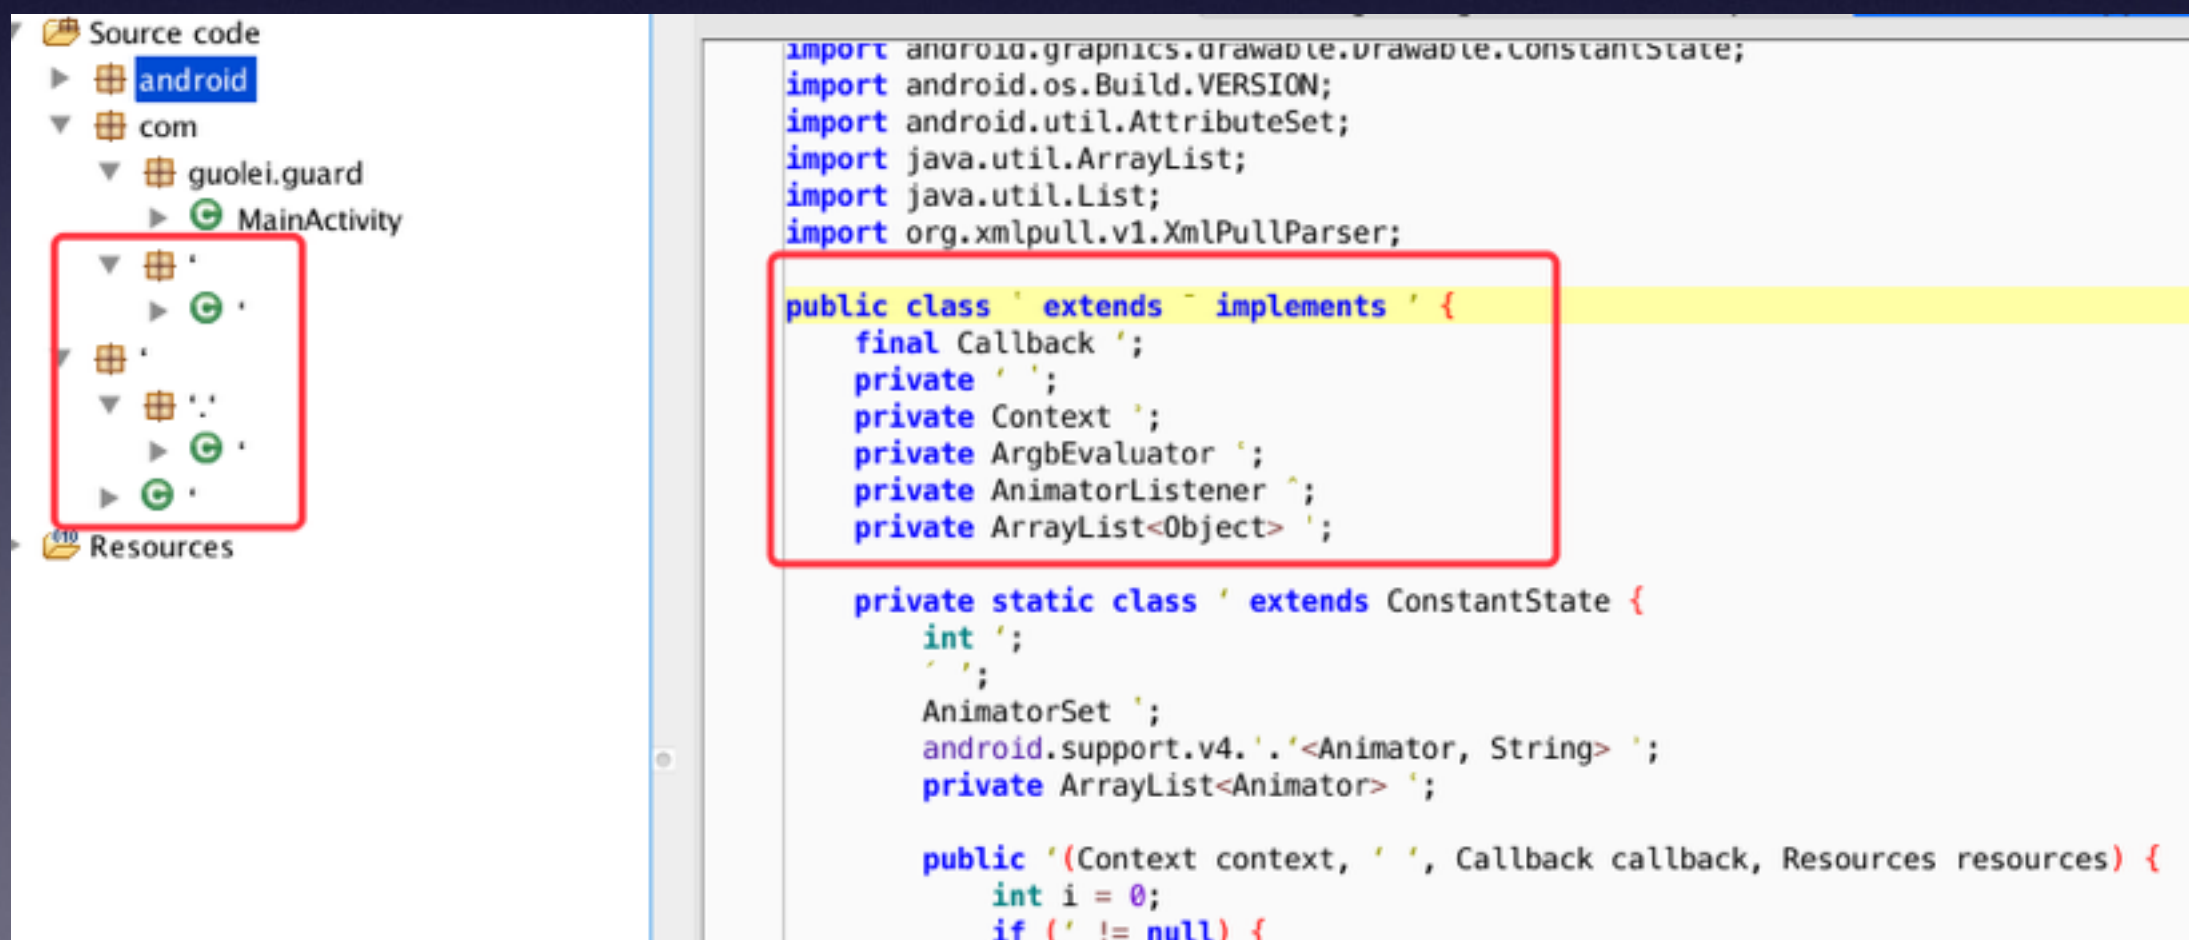 Source code
android
com
guolei.guard
MainActivity
‘
‘
‘
‘.‘
‘
‘
Resources
import android.graphics.drawable.Drawable.ConstantState;
import android.os.Build.VERSION;
import android.util.AttributeSet;
import java.util.ArrayList;
import java.util.List;
import org.xmlpull.v1.XmlPullParser;
public class ʽ extends ˉ implements ʼ {
final Callback ʻ;
private ʻ ʽ;
private Context ʾ;
private ArgbEvaluator ʿ;
private AnimatorListener ˆ;
private ArrayList<Object> ˈ;
private static class ʻ extends ConstantState {
int ʻ;
ˊ ʼ;
AnimatorSet ʽ;
android.support.v4.ˈ.ʻ<Animator, String> ʾ;
private ArrayList<Animator> ʿ;
public ʻ(Context context, ʻ ʻ, Callback callback, Resources resources) {
int i = 0;
if (ʻ != null) {